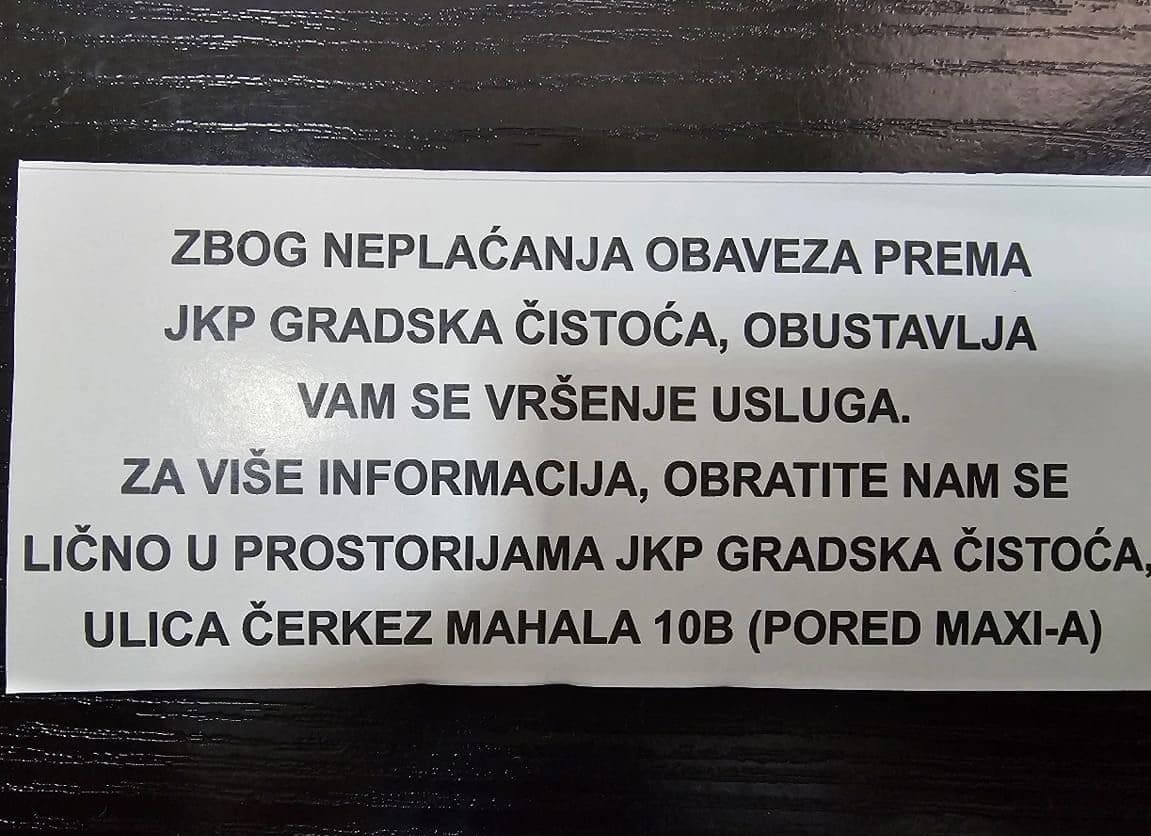 ZBOG NEPLAĆANJA OBAVEZA PREMA
JKP GRADSKA ČISTOĆA, OBUSTAVLJA
VAM SE VRŠENJE USLUGA.
ZA VIŠE INFORMACIJA, OBRATITE NAM SE
LIČNO U PROSTORIJAMA JKP GRADSKA ČISTOĆA,
ULICA ČERKEZ MAHALA 10B (PORED MAXI-A)